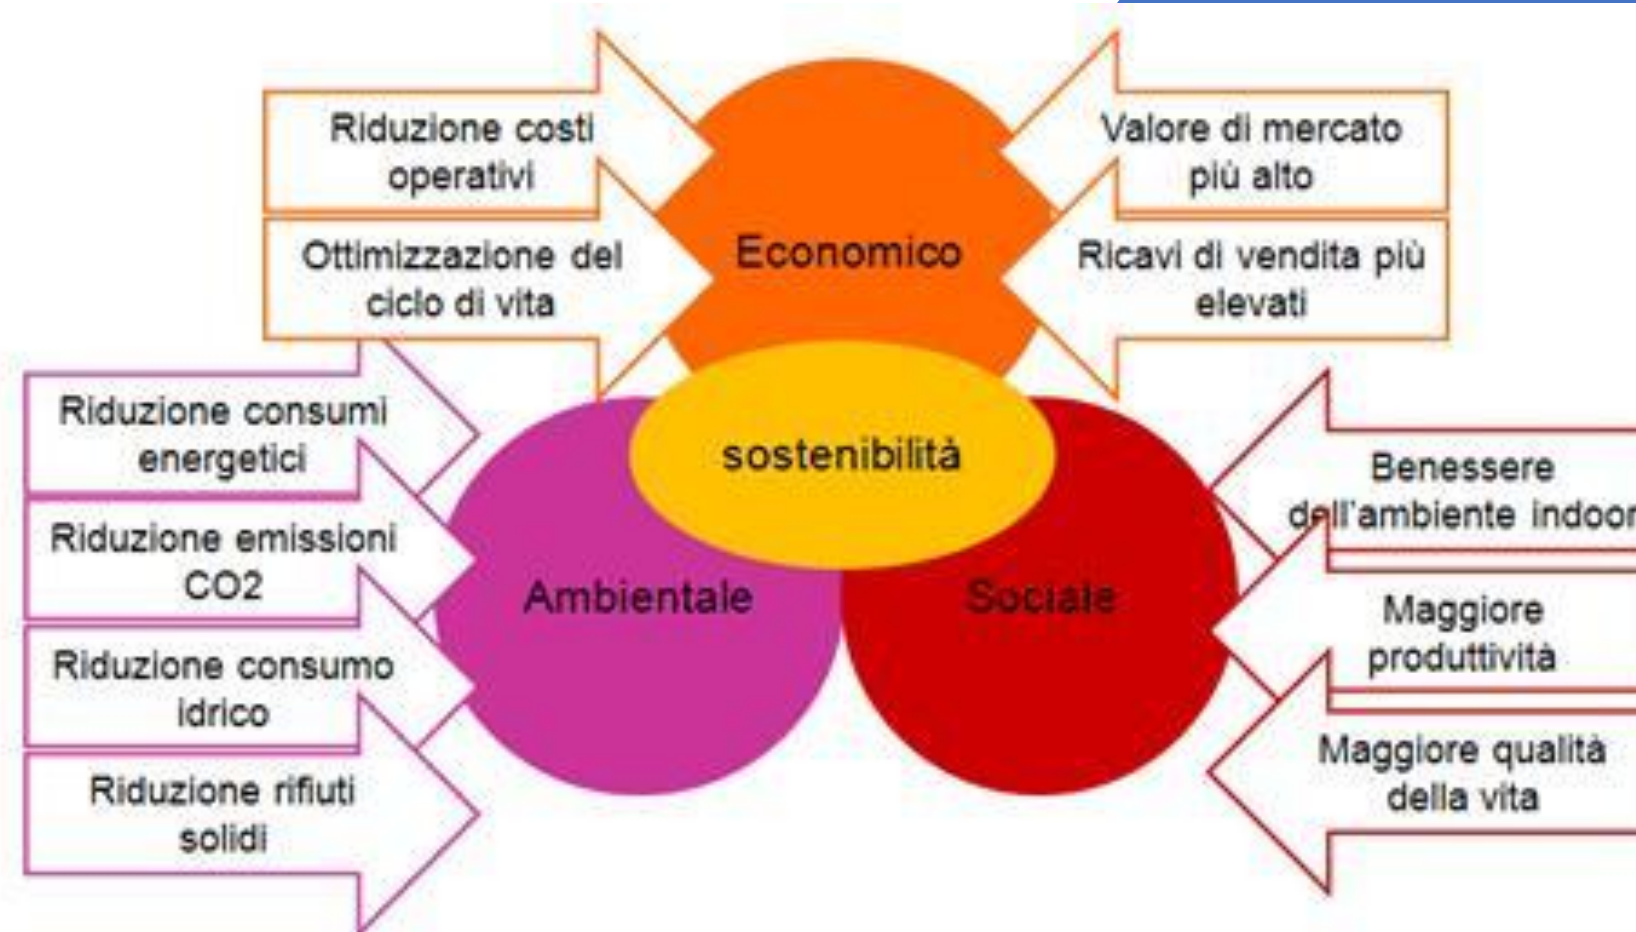 Riduzione costi
operativi
Valore di mercato
più alto
Ottimizzazione del
ciclo di vita
Economico
Ricavi di vendita più
elevati
Riduzione consumi
energetici
sostenibilità
Benessere
dell'ambiente indoor
Riduzione emissioni
CO2
Ambientale
Sociale
Maggiore
produttività
Riduzione consumo
idrico
Maggiore qualità
della vita
Riduzione rifiuti
solidi